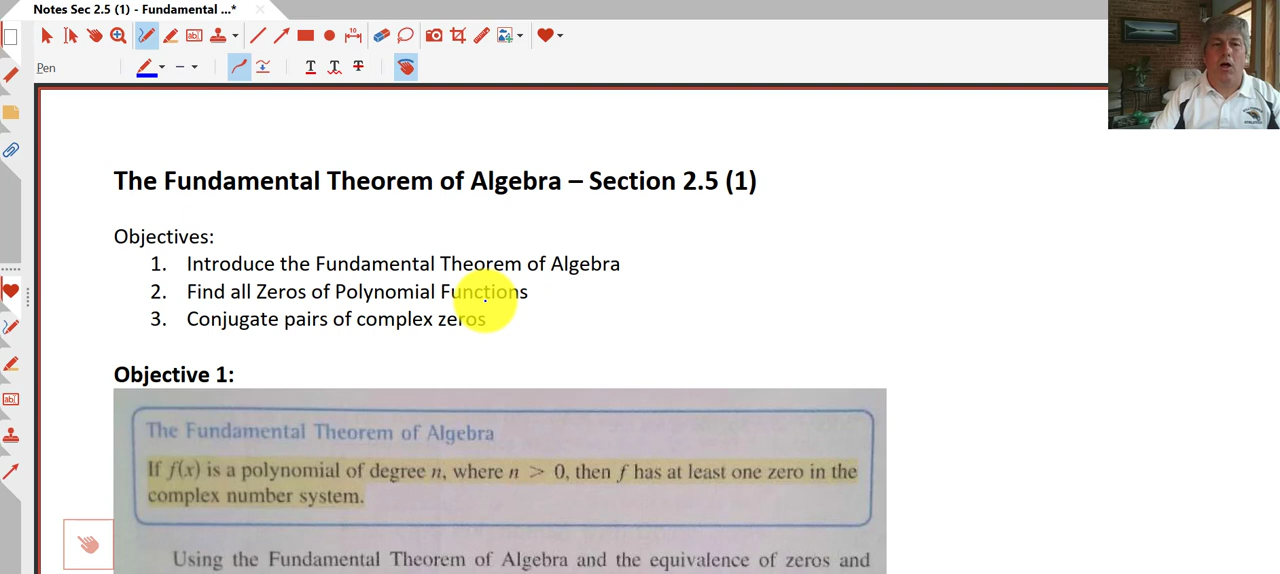 Notes Sec 2.5 (1) - Fundamental ...*
Pen
The Fundamental Theorem of Algebra – Section 2.5 (1)
Objectives:
1. Introduce the Fundamental Theorem of Algebra
2. Find all Zeros of Polynomial Functions
3. Conjugate pairs of complex zeros
Objective 1:
The Fundamental Theorem of Algebra
If f(x) is a polynomial of degree n, where n > 0, then f has at least one zero in the
complex number system.
Using the Fundamental Theorem of Algebra and the equivalence of zeros and